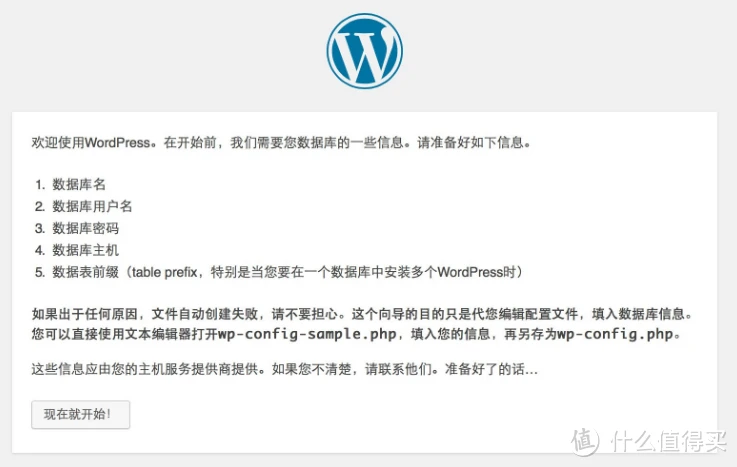 欢迎使用WordPress。在开始前，我们需要您数据库的一些信息。请准备好如下信息。
1. 数据库名
2. 数据库用户名
3. 数据库密码
4. 数据库主机
5. 数据表前缀（table prefix，特别是当您要在一个数据库中安装多个WordPress时）
如果出于任何原因，文件自动创建失败，请不要担心。这个向导的目的只是代您编辑配置文件，填入数据库信息。
您可以直接使用文本编辑器打开wp-config-sample.php，填入您的信息，再另存为wp-config.php。
这些信息应由您的主机服务提供商提供。如果您不清楚，请联系他们。准备好了的话…
现在就开始！
值 什么值得买